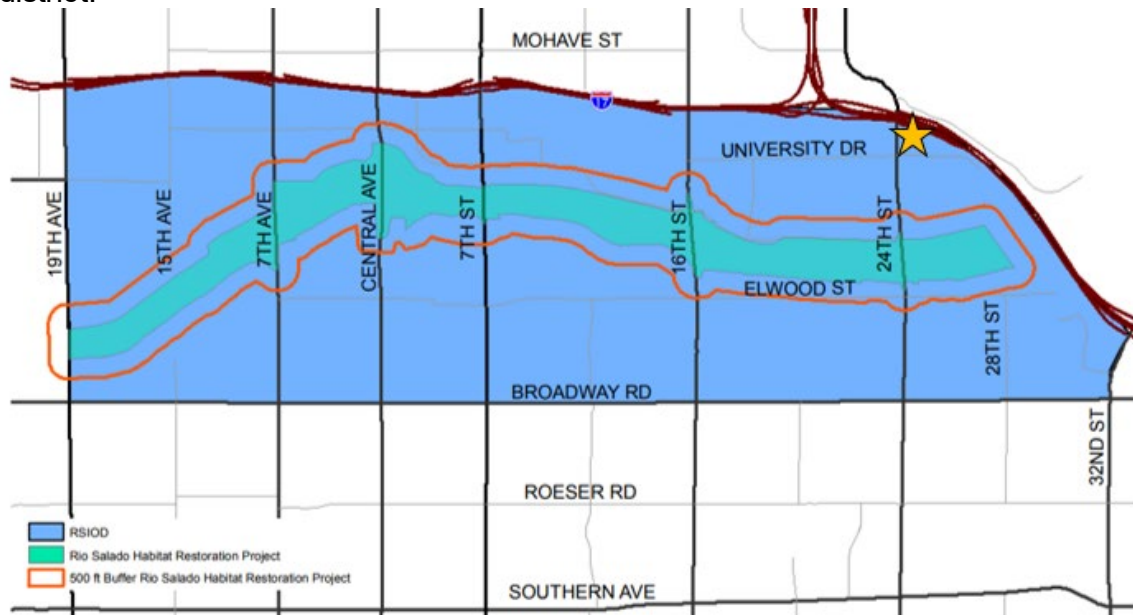 district.
MOHAVE ST
17
UNIVERSITY DR
19TH AVE
15TH AVE
7TH AVE
CENTRAL AVE
7TH ST
16TH ST
24TH ST
ELWOOD ST
28TH ST
BROADWAY RD
32ND ST
ROESER RD
RSIOD
Rio Salado Habitat Restoration Project
500 ft Buffer Rio Salado Habitat Restoration Project
SOUTHERN AVE